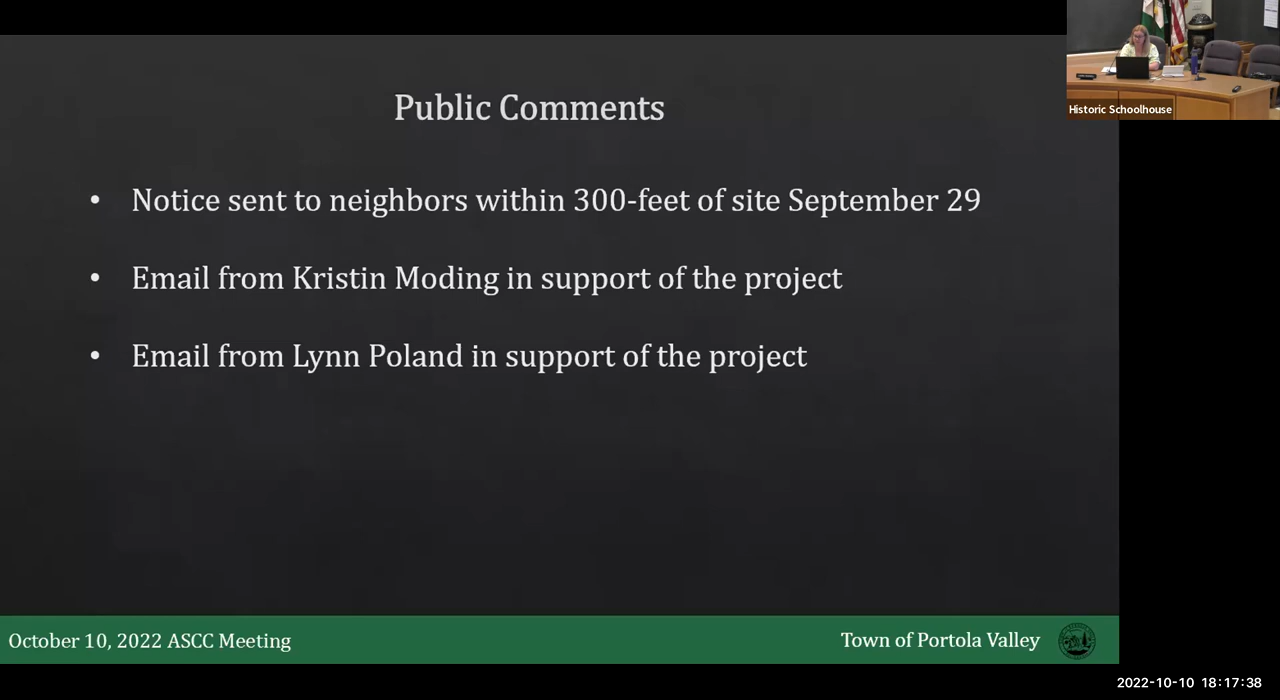 Historic Schoolhouse
Public Comments
• Notice sent to neighbors within 300-feet of site September 29
• Email from Kristin Moding in support of the project
• Email from Lynn Poland in support of the project
October 10, 2022 ASCC Meeting
Town of Portola Valley
2022-10-10 18:17:38